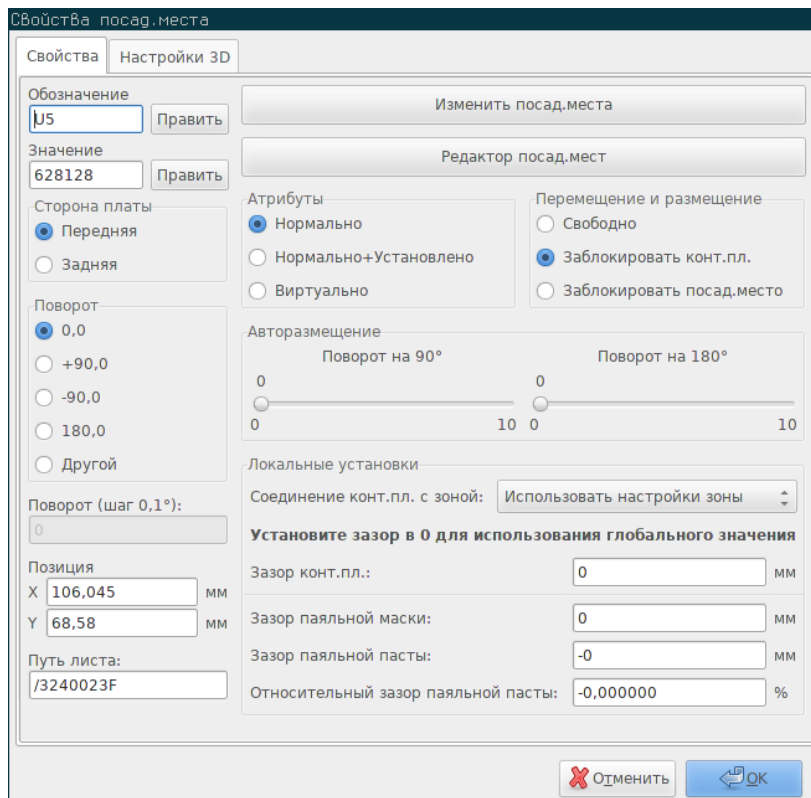 Свойства посад.места
Свойства
Настройки 3D
Обозначение
U5
Править
Значение
628128
Править
Сторона платы
Передняя
Задняя
Поворот
0,0
+90,0
-90,0
180,0
Другой
Поворот (шаг 0,1°):
0
Позиция
X 106,045 мм
Y 68,58 мм
Путь листа:
/3240023F
Изменить посад.места
Редактор посад.мест
Атрибуты
Нормально
Нормально+Установлено
Виртуально
Перемещение и размещение
Свободно
Заблокировать конт.пл.
Заблокировать посад.место
Авторазмещение
Поворот на 90°
0
0 10
Поворот на 180°
0
0 10
Локальные установки
Соединение конт.пл. с зоной: Использовать настройки зоны
Установите зазор в 0 для использования глобального значения
Зазор конт.пл.: 0 мм
Зазор паяльной маски: 0 мм
Зазор паяльной пасты: -0 мм
Относительный зазор паяльной пасты: -0,000000 %
Отменить
OK